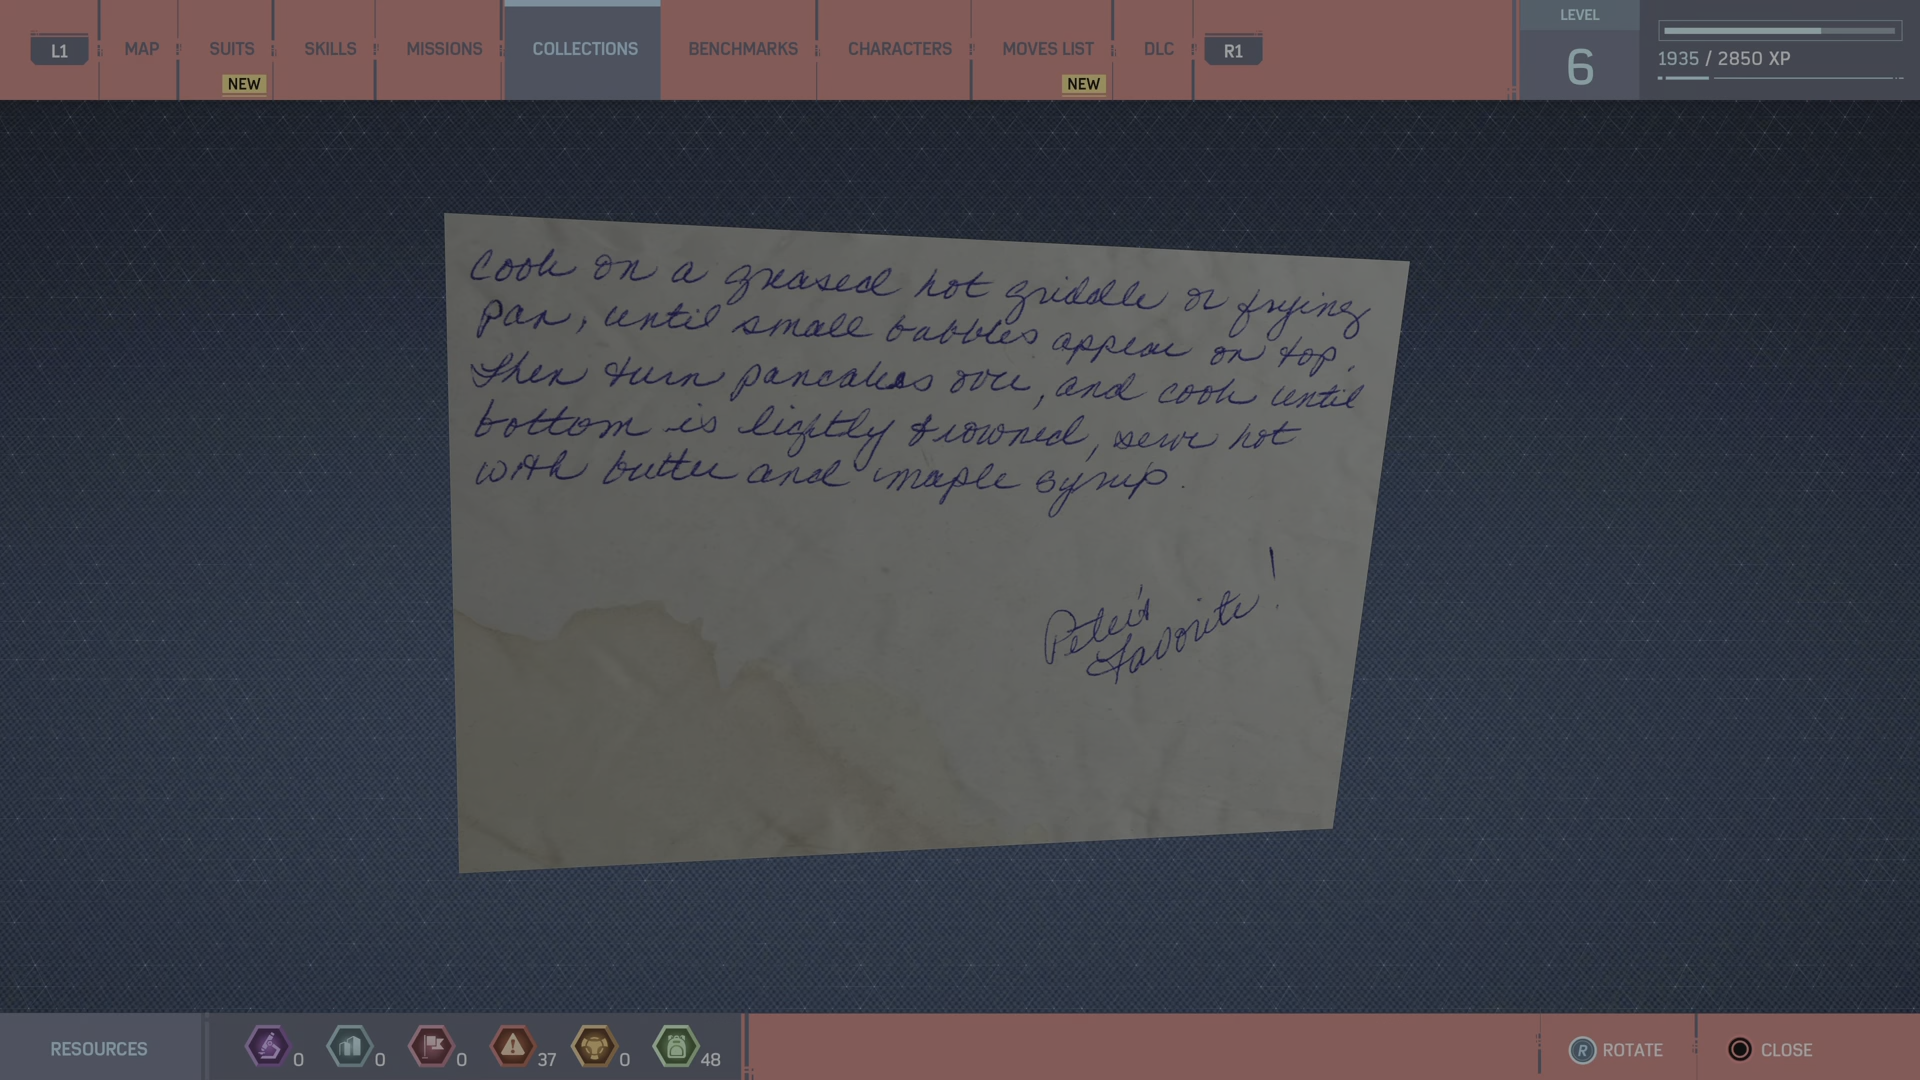 L1 MAP SUITS SKILLS MISSIONS COLLECTIONS BENCHMARKS CHARACTERS MOVES LIST DLC R1
NEW NEW
LEVEL
6
1935 / 2850 XP
Cook on a greased hot griddle or frying
pan, until small bubbles appear on top.
Then turn pancakes over, and cook until
bottom is lightly browned, serve hot
with butter and maple syrup.
Peter's
favorite!
RESOURCES 0 0 0 37 0 48
R ROTATE CLOSE